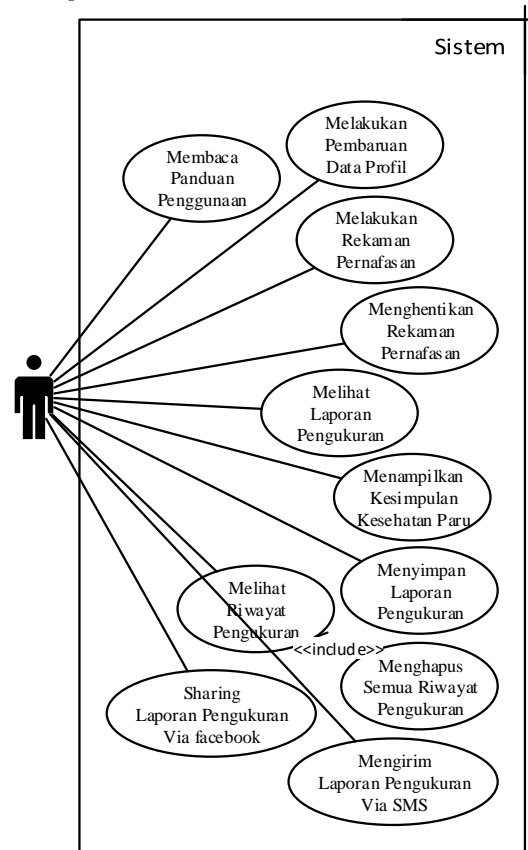 Sistem
Melakukan
Pembaruan
Data Profil
Membaca
Panduan
Penggunaan
Melakukan
Rekaman
Pernafasan
Menghentikan
Rekaman
Pernafasan
Melihat
Laporan
Pengukuran
Menampilkan
Kesimpulan
Kesehatan Paru
Menyimpan
Laporan
Pengukuran
Melihat
Riwayat
Pengukuran
<<include>>
Menghapus
Semua Riwayat
Pengukuran
Sharing
Laporan Pengukuran
Via facebook
Mengirim
Laporan Pengukuran
Via SMS